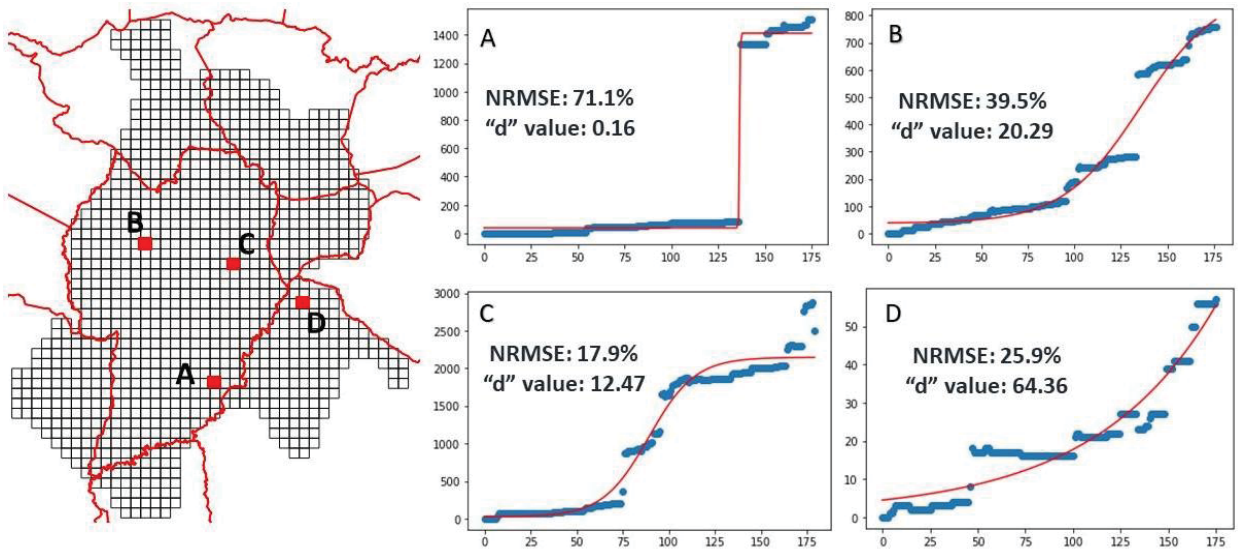 B
C
D
A
A
NRMSE: 71.1%
“d” value: 0.16
1400
1200
1000
800
600
400
200
0
0 25 50 75 100 125 150 175
B
NRMSE: 39.5%
“d” value: 20.29
800
700
600
500
400
300
200
100
0
0 25 50 75 100 125 150 175
C
NRMSE: 17.9%
“d” value: 12.47
3000
2500
2000
1500
1000
500
0
0 25 50 75 100 125 150 175
D
NRMSE: 25.9%
“d” value: 64.36
50
40
30
20
10
0
0 25 50 75 100 125 150 175